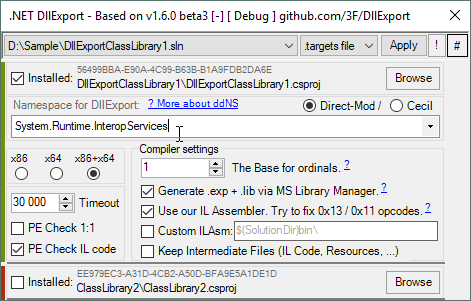 .NET DllExport - Based on v1.6.0 beta3 [-] [ Debug ] github.com/3F/DllExport
D:\Sample\DllExportClassLibrary1.sln .targets file Apply ! #
56499BBA-E90A-4C99-B63B-B1A9FDB2DA6E
Installed: DllExportClassLibrary1\DllExportClassLibrary1.csproj Browse
Namespace for DllExport: ? More about ddNS Direct-Mod / Cecil
System.Runtime.InteropServices
Compiler settings
x86 x64 x86+x64
1 The Base for ordinals. ?
Generate .exp + .lib via MS Library Manager. ?
30 000 Timeout Use our IL Assembler. Try to fix 0x13 / 0x11 opcodes. ?
PE Check 1:1 Custom ILAsm: $(SolutionDir)bin\
PE Check IL code Keep Intermediate Files (IL Code, Resources, ...)
EE979EC3-A31D-4CB2-A50D-BFA9E5A1DE1D
Installed: ClassLibrary2\ClassLibrary2.csproj Browse